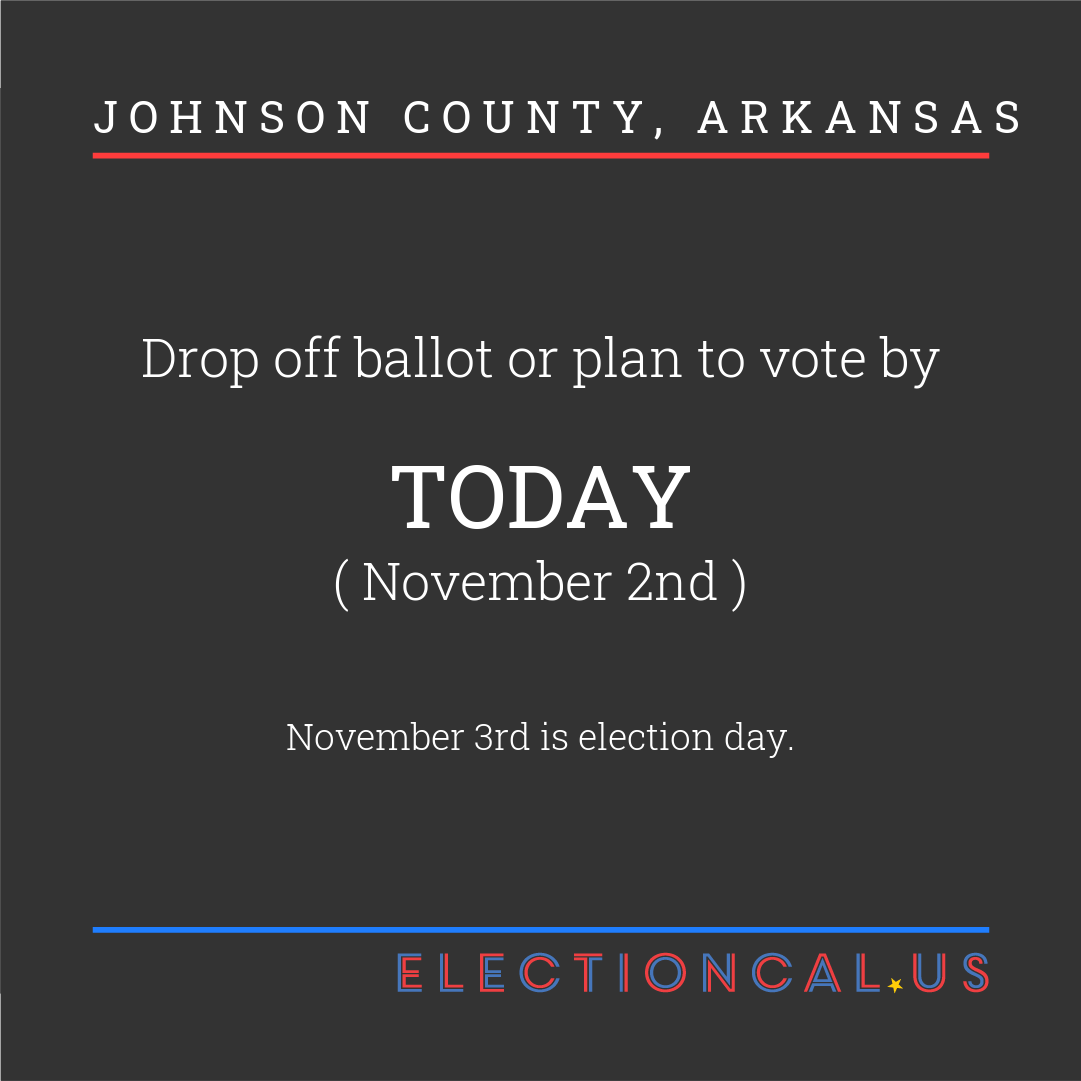 JOHNSON COUNTY, ARKANSAS
Drop off ballot or plan to vote by
TODAY
( November 2nd )
November 3rd is election day.
ELECTIONCAL.US